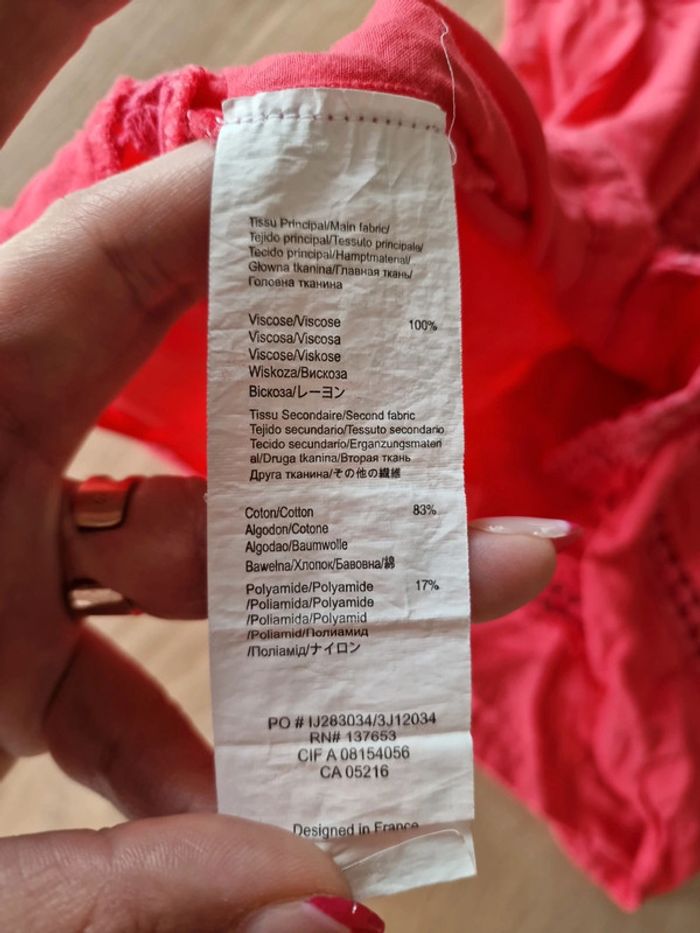 Tissu Principal/Main fabric/
Tejido principal/Tessuto principale/
Tecido principal/Hamptmaterial/
Głowna tkanina/Главная ткань/
Головна тканина
Viscose/Viscose 100%
Viscosa/Viscosa
Viscose/Viskose
Wiskoza/Вискоза
Віскоза/レーヨン
Tissu Secondaire/Second fabric
Tejido secundario/Tessuto secondario
Tecido secundario/Erganzungsmateri
al/Druga tkanina/Вторая ткань
Друга тканина/その他の繊維
Coton/Cotton 83%
Algodon/Cotone
Algodao/Baumwolle
Bawełna/Хлопок/Бавовна/綿
Polyamide/Polyamide 17%
/Poliamida/Polyamide
/Poliamida/Polyamid
/Poliamid/Полиамид
/Поліамід/ナイロン
PO # IJ283034/3J12034
RN# 137653
CIF A 08154056
CA 05216
Designed in France